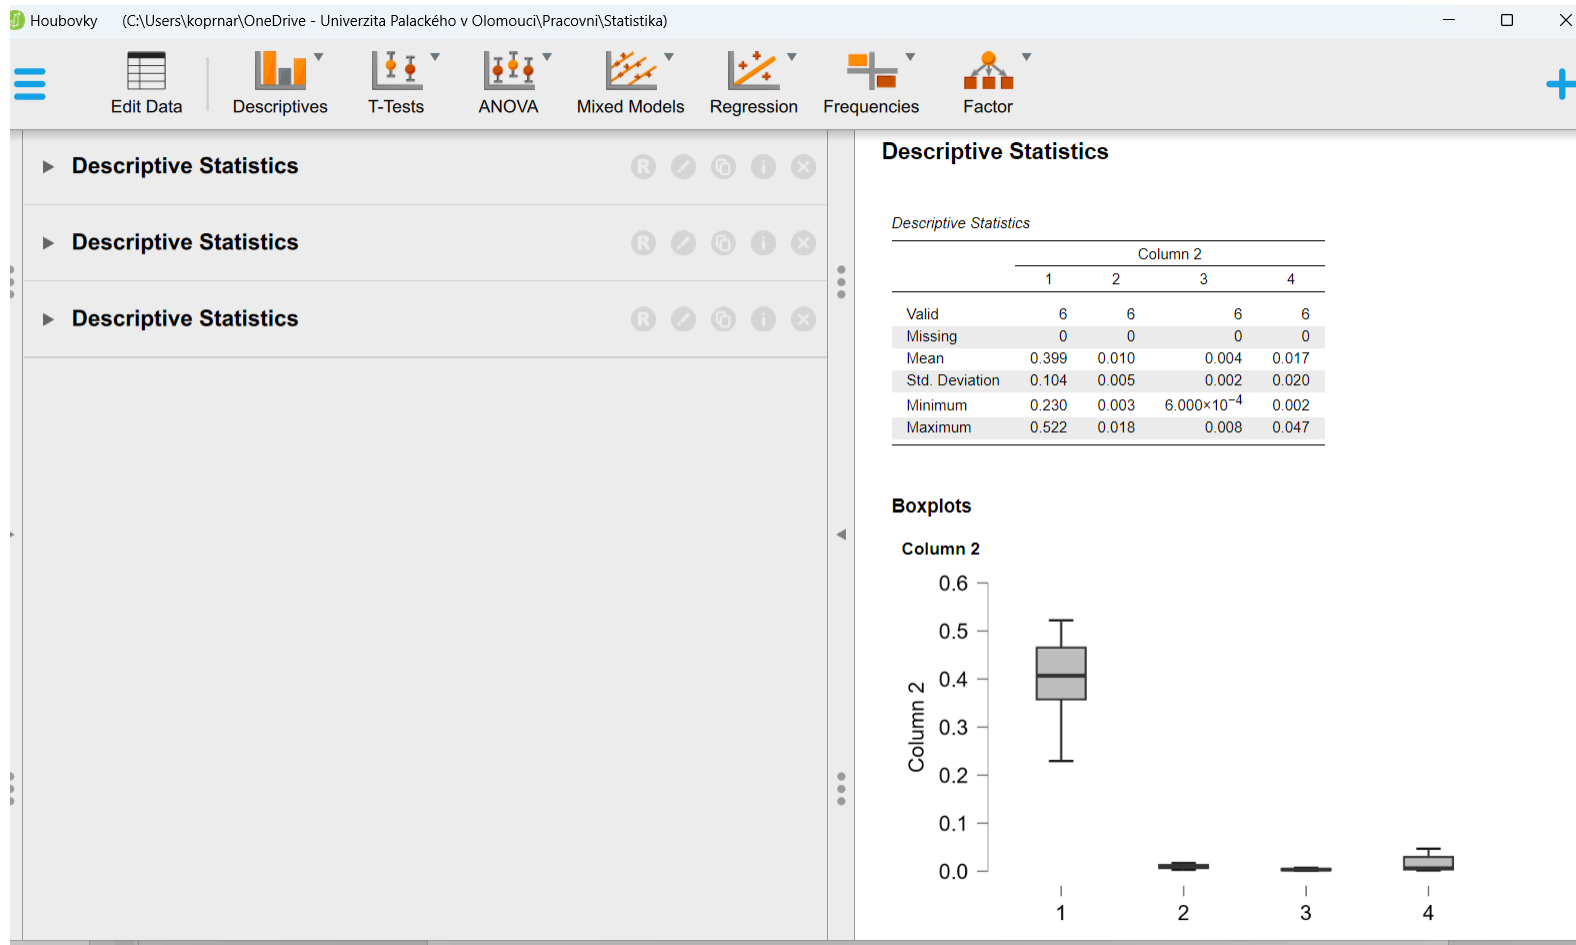 Houbovky (C:\Users\koprnar\OneDrive - Univerzita Palackého v Olomouci\Pracovni\Statistika)
Edit Data Descriptives T-Tests ANOVA Mixed Models Regression Frequencies Factor
Descriptive Statistics
Descriptive Statistics
Descriptive Statistics
Descriptive Statistics
Descriptive Statistics
Column 2
1 2 3 4
Valid 6 6 6 6
Missing 0 0 0 0
Mean 0.399 0.010 0.004 0.017
Std. Deviation 0.104 0.005 0.002 0.020
Minimum 0.230 0.003 6.000×10⁻⁴ 0.002
Maximum 0.522 0.018 0.008 0.047
Boxplots
Column 2
0.6
0.5
0.4
0.3
0.2
0.1
0.0
Column 2
1 2 3 4